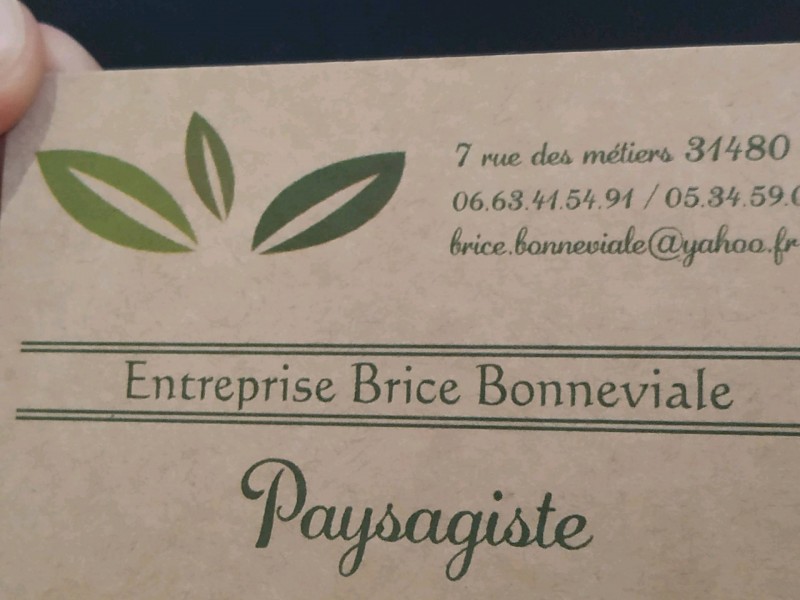 7 rue des métiers 31480
06.63.41.54.91 / 05.34.59.0
brice.bonneviale@yahoo.fr
Entreprise Brice Bonneviale
Paysagiste